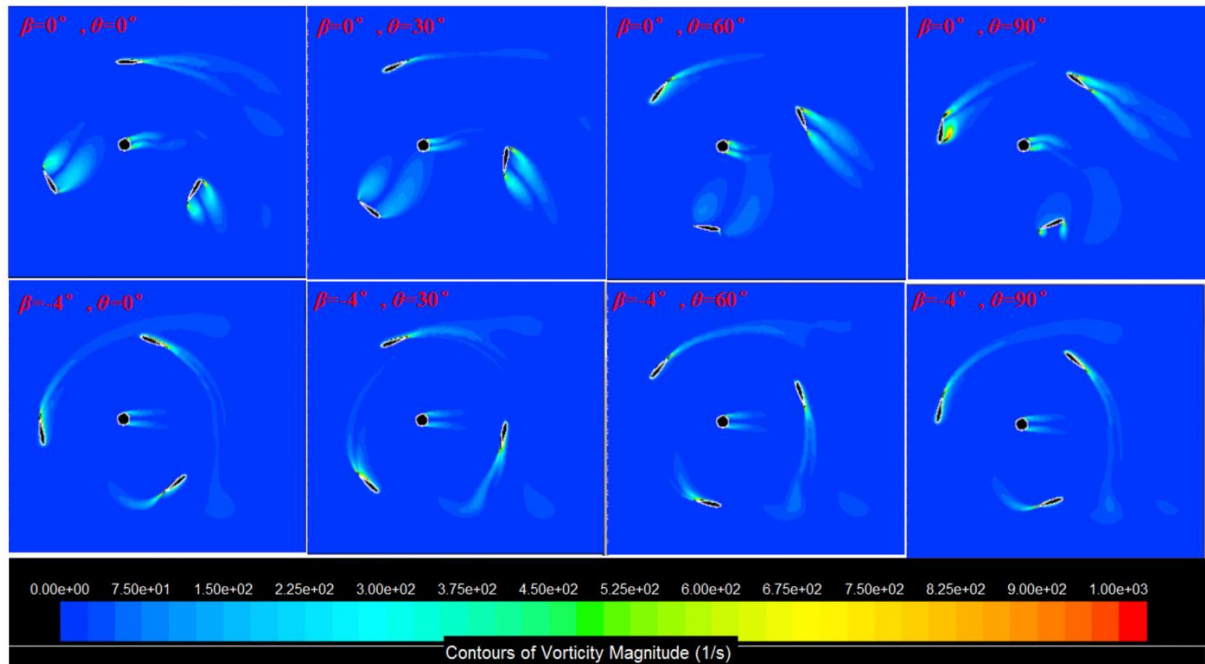 β=0° , θ=0°
β=0° , θ=30°
β=0° , θ=60°
β=0° , θ=90°
β=-4° , θ=0°
β=-4° , θ=30°
β=-4° , θ=60°
β=-4° , θ=90°
0.00e+00 7.50e+01 1.50e+02 2.25e+02 3.00e+02 3.75e+02 4.50e+02 5.25e+02 6.00e+02 6.75e+02 7.50e+02 8.25e+02 9.00e+02 1.00e+03
Contours of Vorticity Magnitude (1/s)